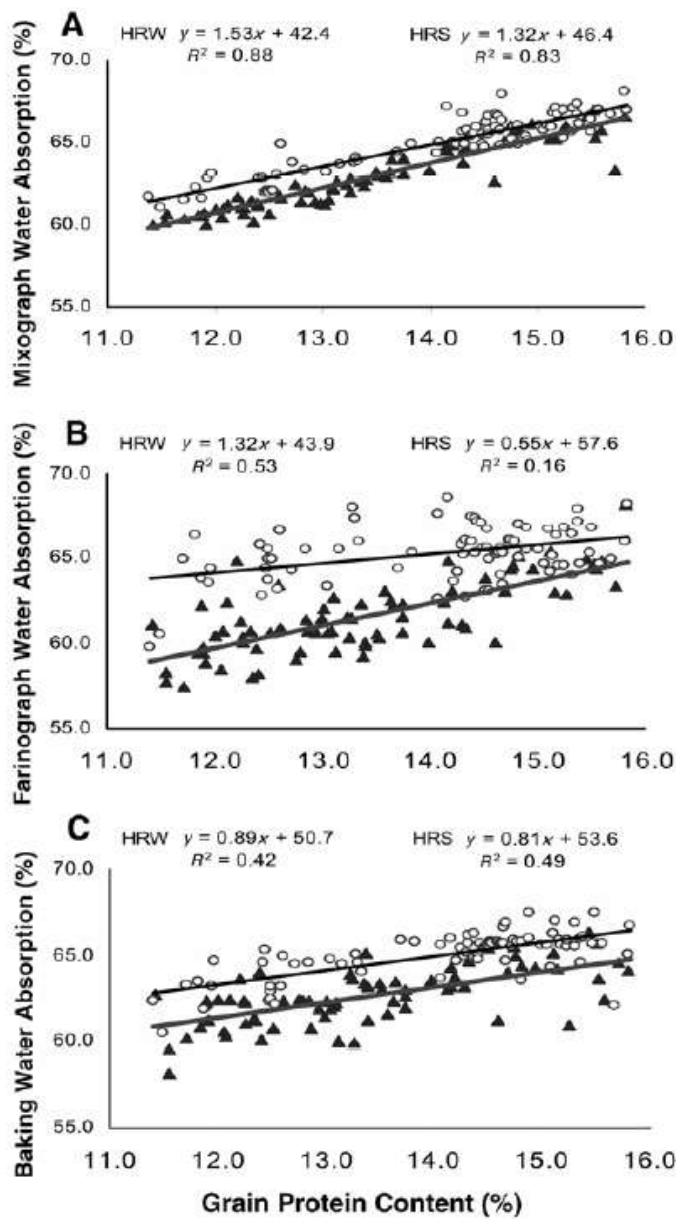 A
HRW y = 1.53x + 42.4 HRS y = 1.32x + 46.4
R² = 0.88 R² = 0.83
Mixograph Water Absorption (%)
70.0
65.0
60.0
55.0
11.0 12.0 13.0 14.0 15.0 16.0
B
HRW y = 1.32x + 43.9 HRS y = 0.55x + 57.6
R² = 0.53 R² = 0.16
Farinograph Water Absorption (%)
70.0
65.0
60.0
55.0
11.0 12.0 13.0 14.0 15.0 16.0
C
HRW y = 0.89x + 50.7 HRS y = 0.81x + 53.6
R² = 0.42 R² = 0.49
Baking Water Absorption (%)
70.0
65.0
60.0
55.0
11.0 12.0 13.0 14.0 15.0 16.0
Grain Protein Content (%)